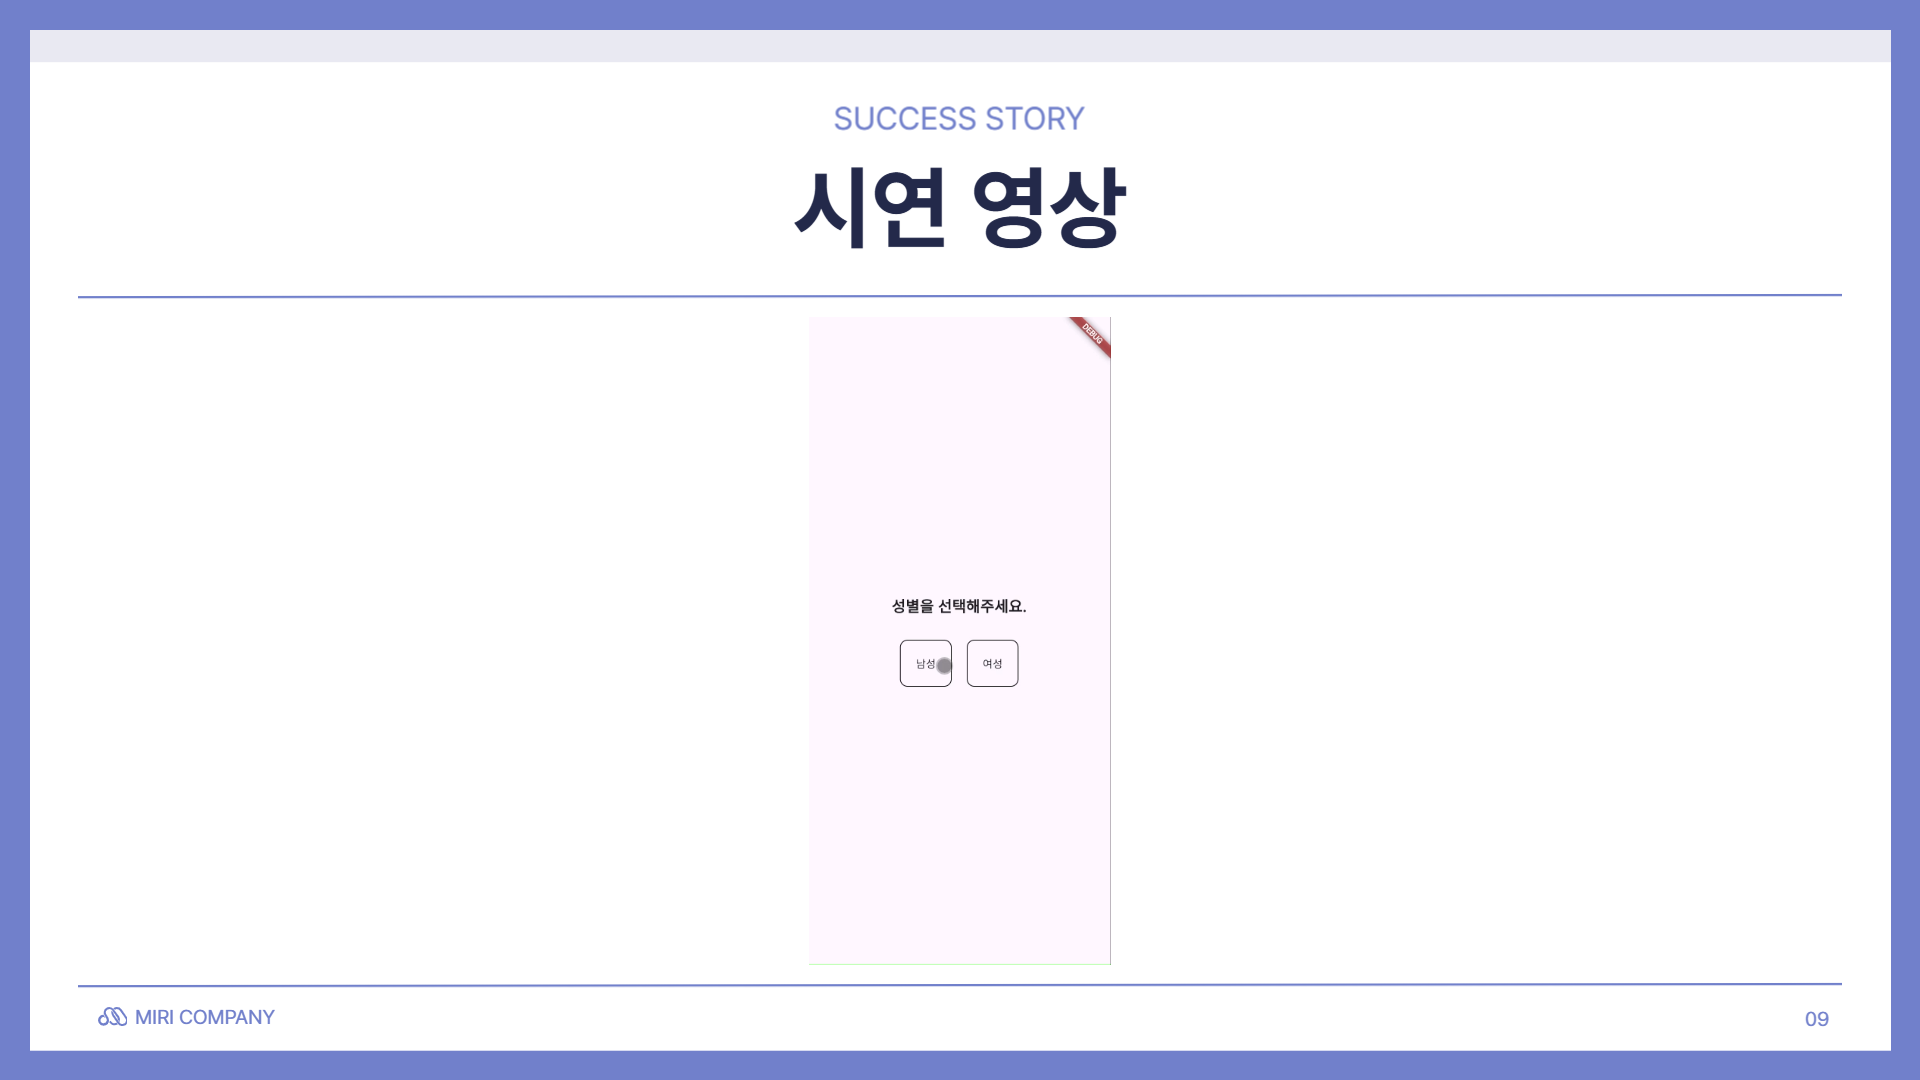 SUCCESS STORY
시연 영상
DEBUG
성별을 선택해주세요.
남성 여성
MIRI COMPANY
09